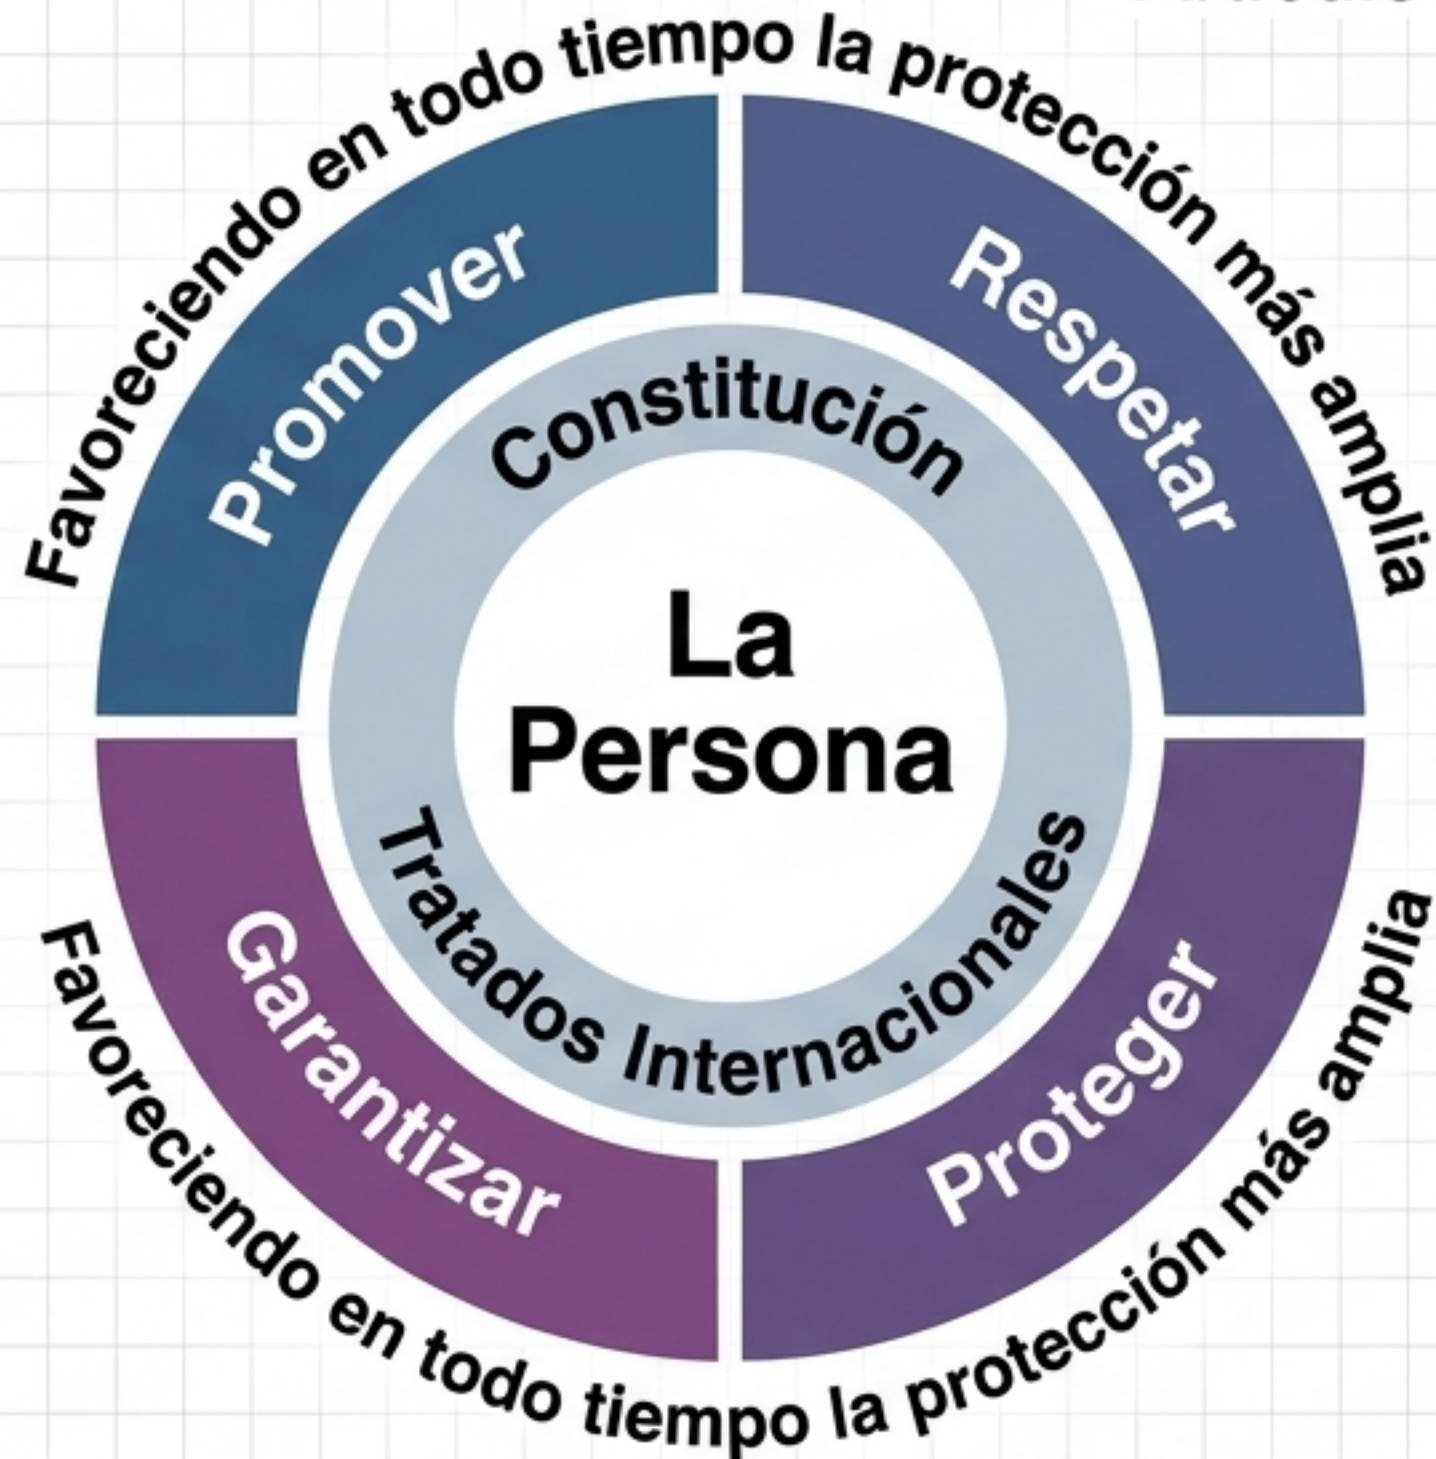 Favoreciendo en todo tiempo la protección más amplia
Promover
Respetar
Constitución
La
Persona
Tratados Internacionales
Garantizar
Proteger
Favoreciendo en todo tiempo la protección más amplia